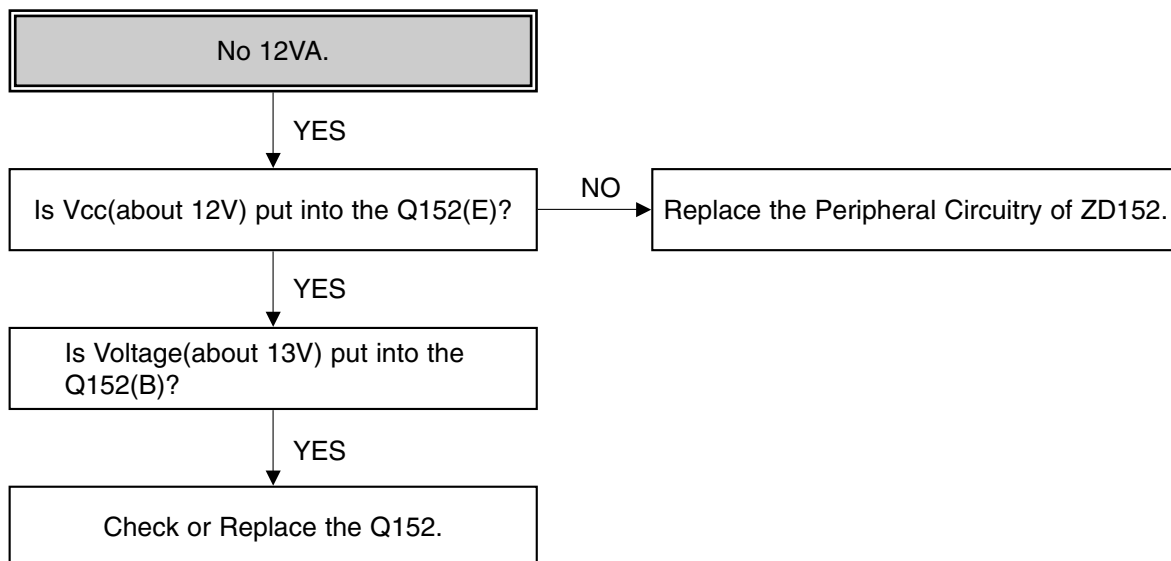 No 12VA.
YES
Is Vcc(about 12V) put into the Q152(E)?
NO
Replace the Peripheral Circuitry of ZD152.
YES
Is Voltage(about 13V) put into the
Q152(B)?
YES
Check or Replace the Q152.